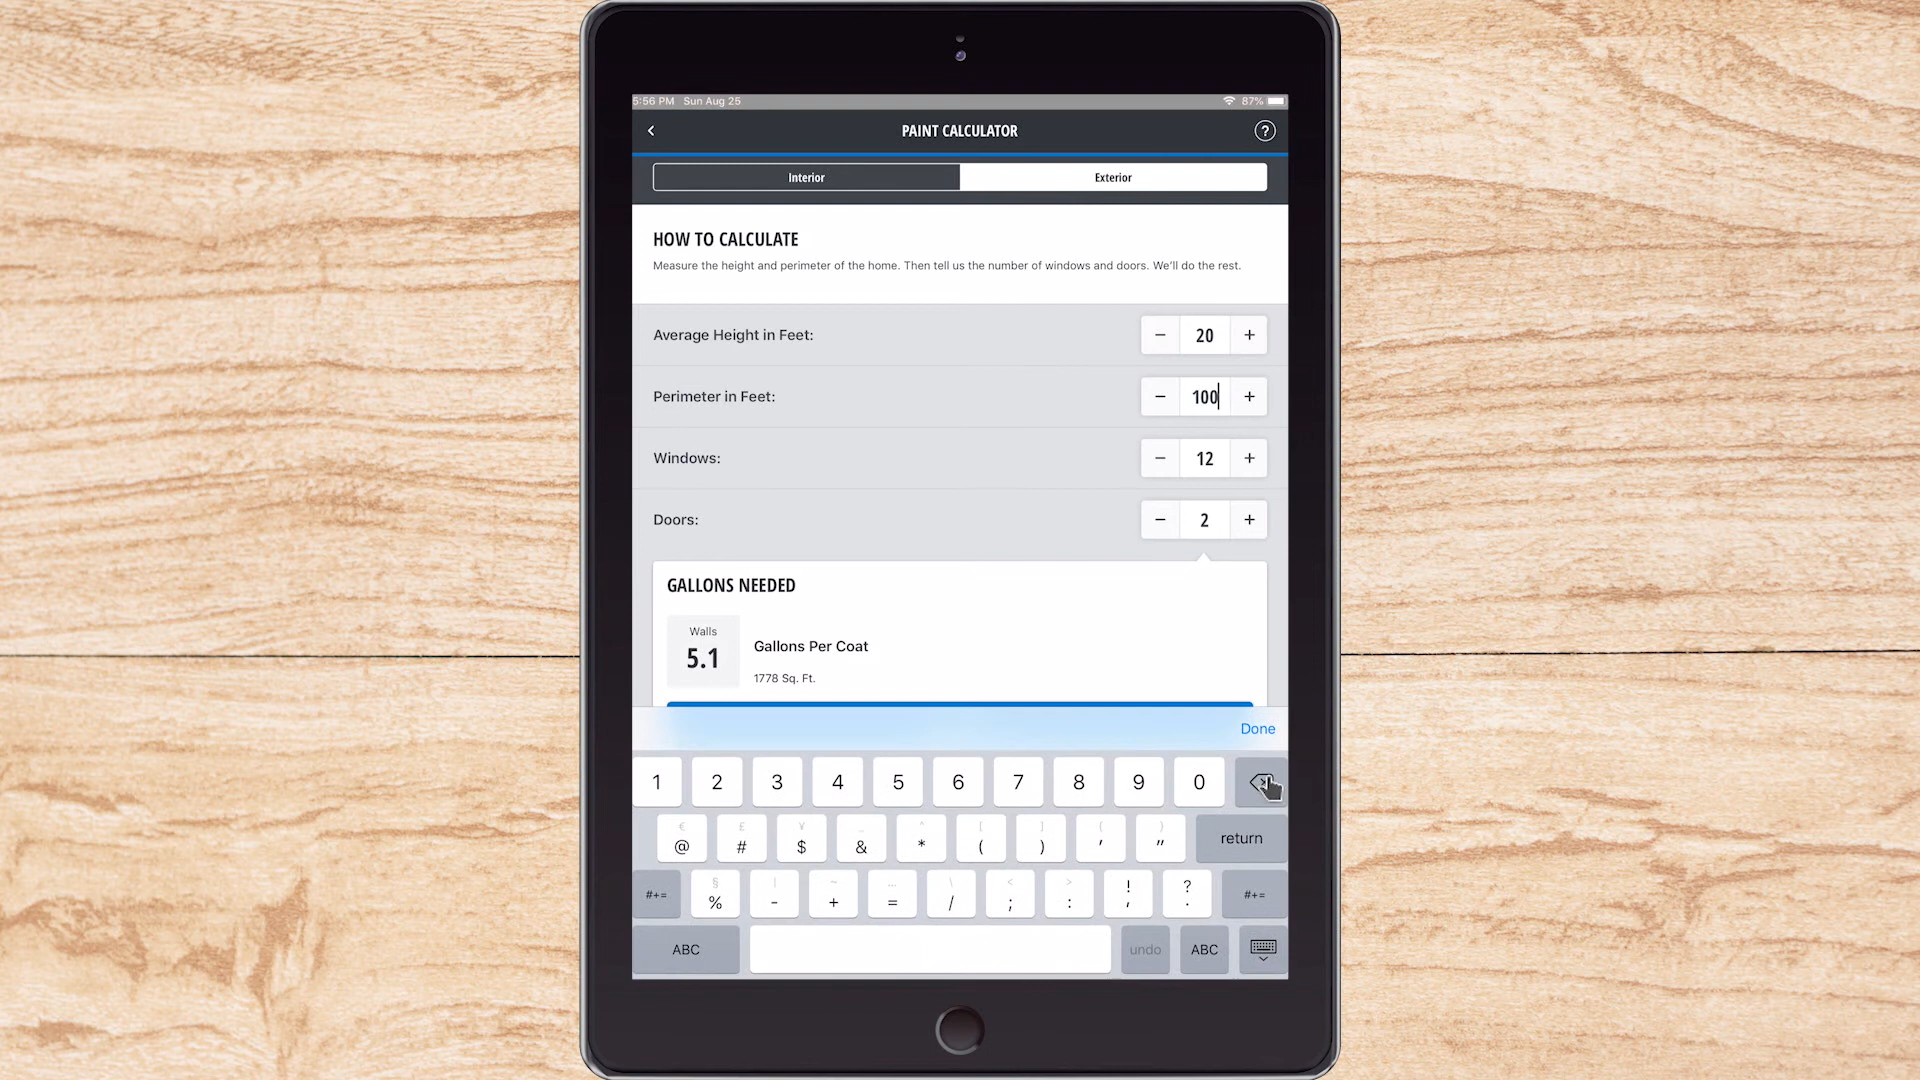 5:56 PM Sun Aug 25 87%
PAINT CALCULATOR ?
Interior Exterior
HOW TO CALCULATE
Measure the height and perimeter of the home. Then tell us the number of windows and doors. We'll do the rest.
Average Height in Feet: − 20 +
Perimeter in Feet: − 100 +
Windows: − 12 +
Doors: − 2 +
GALLONS NEEDED
Walls
5.1
Gallons Per Coat
1778 Sq. Ft.
Done
1 2 3 4 5 6 7 8 9 0
€ £ ¥ _ ^ [ ] { }
@ # $ & * ( ) ' " return
§ | ~ … \ < > ! ?
#+= % - + = / ; : , . #+=
ABC undo ABC